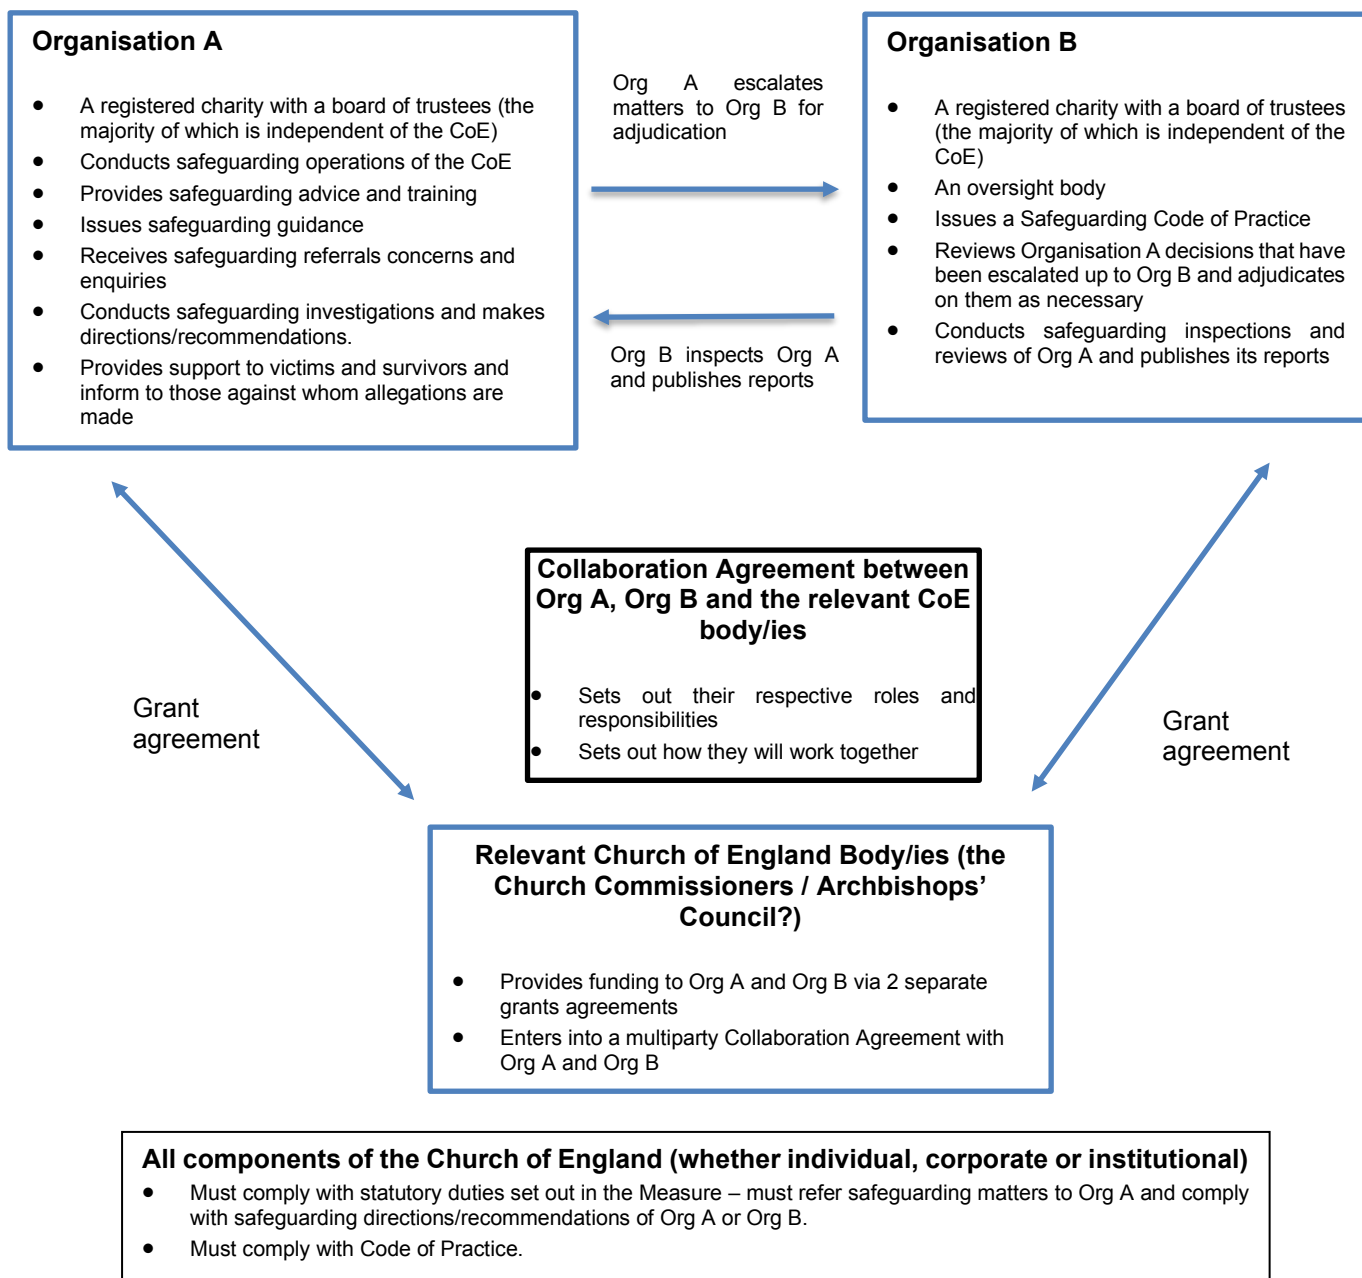 Organisation A
• A registered charity with a board of trustees (the
majority of which is independent of the CoE)
• Conducts safeguarding operations of the CoE
• Provides safeguarding advice and training
• Issues safeguarding guidance
• Receives safeguarding referrals concerns and
enquiries
• Conducts safeguarding investigations and makes
directions/recommendations.
• Provides support to victims and survivors and
inform to those against whom allegations are
made
Org A escalates
matters to Org B for
adjudication
Org B inspects Org A
and publishes reports
Organisation B
• A registered charity with a board of trustees
(the majority of which is independent of the
CoE)
• An oversight body
• Issues a Safeguarding Code of Practice
• Reviews Organisation A decisions that have
been escalated up to Org B and adjudicates
on them as necessary
• Conducts safeguarding inspections and
reviews of Org A and publishes its reports
Collaboration Agreement between
Org A, Org B and the relevant CoE
body/ies
• Sets out their respective roles and
responsibilities
• Sets out how they will work together
Grant
agreement
Grant
agreement
Relevant Church of England Body/ies (the
Church Commissioners / Archbishops’
Council?)
• Provides funding to Org A and Org B via 2 separate
grants agreements
• Enters into a multiparty Collaboration Agreement with
Org A and Org B
All components of the Church of England (whether individual, corporate or institutional)
• Must comply with statutory duties set out in the Measure – must refer safeguarding matters to Org A and comply
with safeguarding directions/recommendations of Org A or Org B.
• Must comply with Code of Practice.